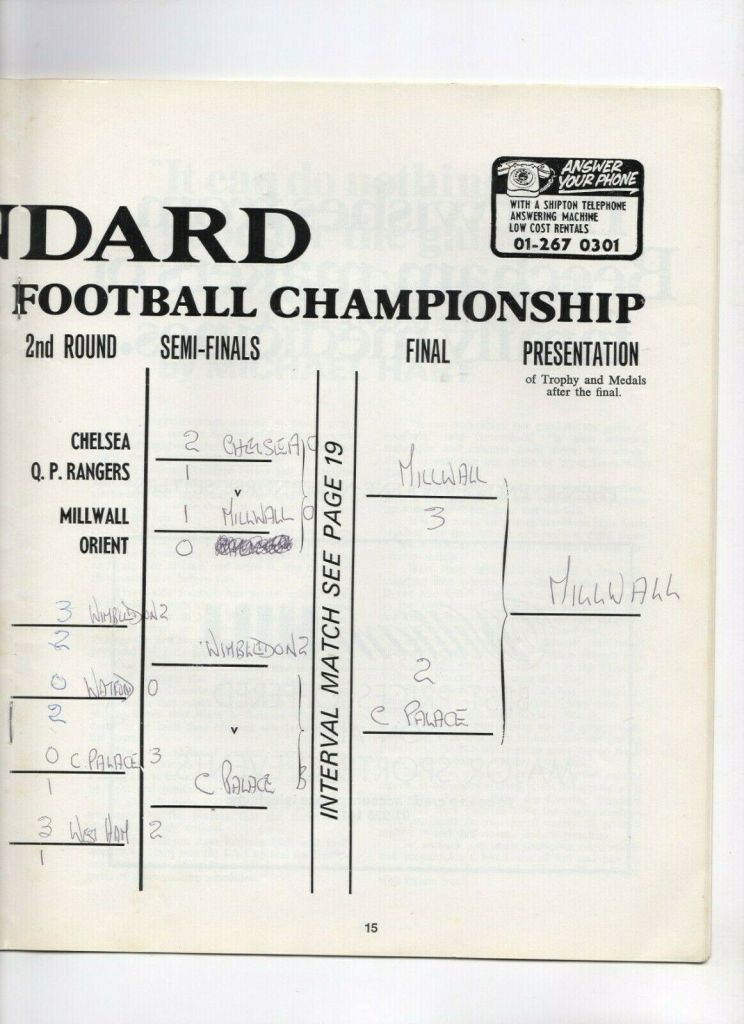 ANSWER
YOUR PHONE
WITH A SHIPTON TELEPHONE
ANSWERING MACHINE
LOW COST RENTALS
01-267 0301
NDARD
FOOTBALL CHAMPIONSHIP
2nd ROUND SEMI-FINALS FINAL PRESENTATION
of Trophy and Medals
after the final.
CHELSEA 2 CHELSEA 0
Q. P. RANGERS 1
v
MILLWALL 1 MILLWALL 0
ORIENT 0
3 WIMBLEDON 2
2
WIMBLEDON 2
0 WATFORD 0
2
v
0 C. PALACE 3
1
C. PALACE 3
3 WEST HAM 2
1
INTERVAL MATCH SEE PAGE 19
MILLWALL
3
MILLWALL
2
C PALACE
15